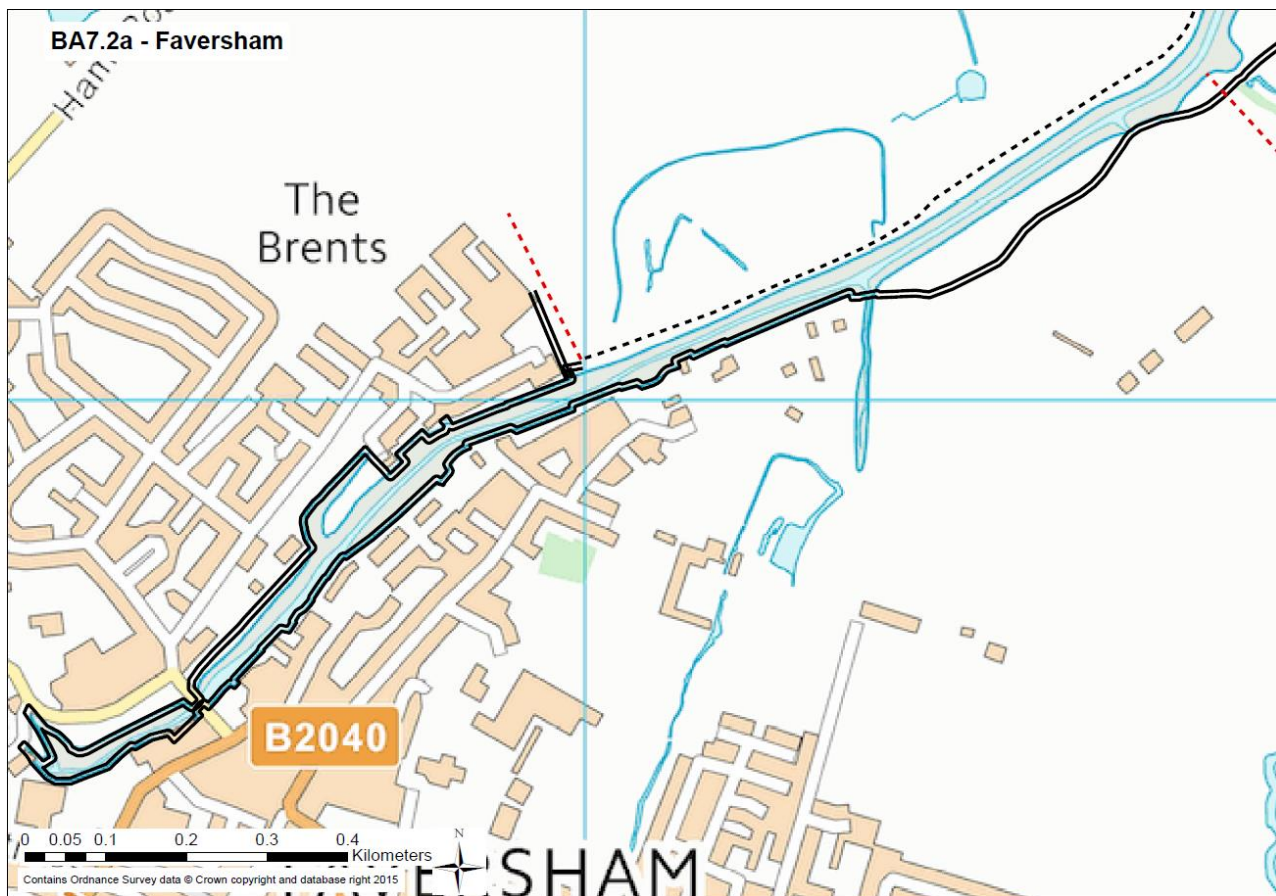 BA7.2a - Faversham
The
Brents
B2040
0 0.05 0.1 0.2 0.3 0.4
Kilometers
N
Contains Ordnance Survey data © Crown copyright and database right 2015